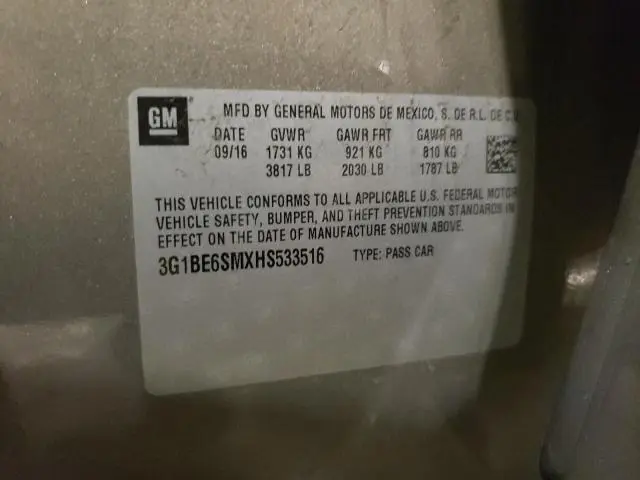 GM
MFD BY GENERAL MOTORS DE MEXICO, S. DE R.L. DE C.V
DATE GVWR GAWR FRT GAWR RR
09/16 1731 KG 921 KG 810 KG
3817 LB 2030 LB 1787 LB
THIS VEHICLE CONFORMS TO ALL APPLICABLE U.S. FEDERAL MOTOR
VEHICLE SAFETY, BUMPER, AND THEFT PREVENTION STANDARDS IN
EFFECT ON THE DATE OF MANUFACTURE SHOWN ABOVE.
3G1BE6SMXHS533516 TYPE: PASS CAR